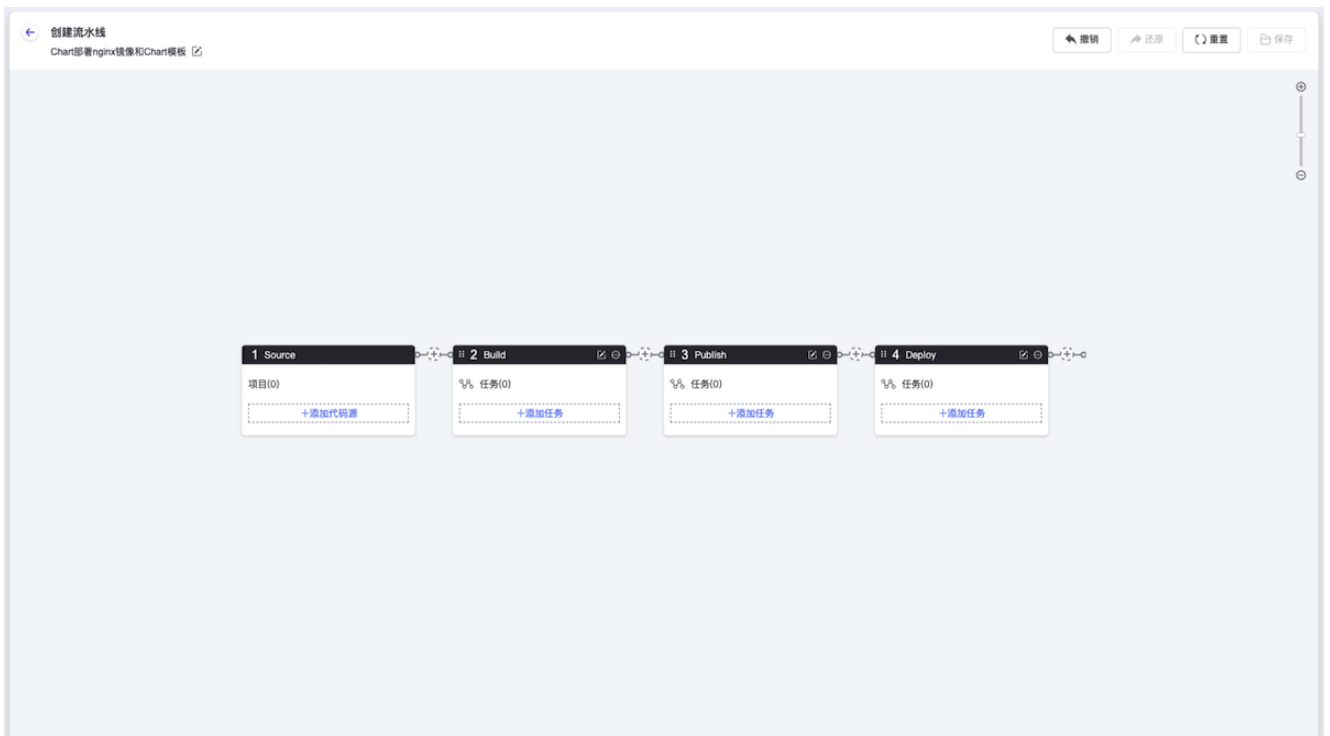 创建流水线
Chart部署nginx镜像和Chart模板
撤销 还原 重置 保存
1 Source 2 Build 3 Publish 4 Deploy
项目(0) 任务(0) 任务(0) 任务(0)
+添加代码源 +添加任务 +添加任务 +添加任务